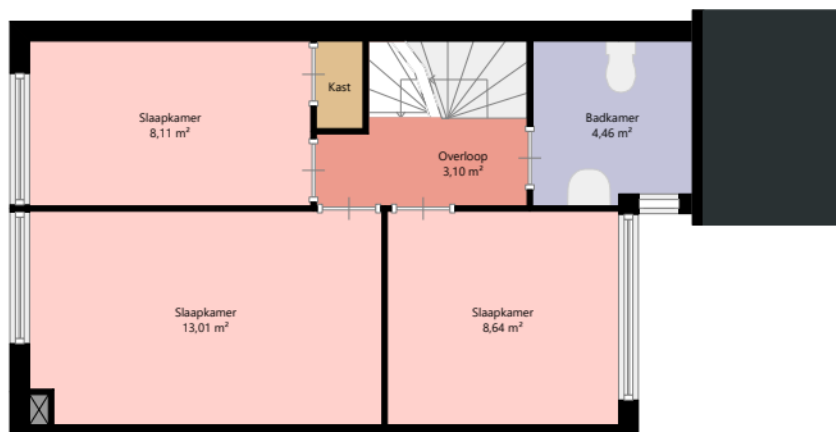 Slaapkamer
8,11 m²
Kast
Badkamer
4,46 m²
Overloop
3,10 m²
Slaapkamer
13,01 m²
Slaapkamer
8,64 m²